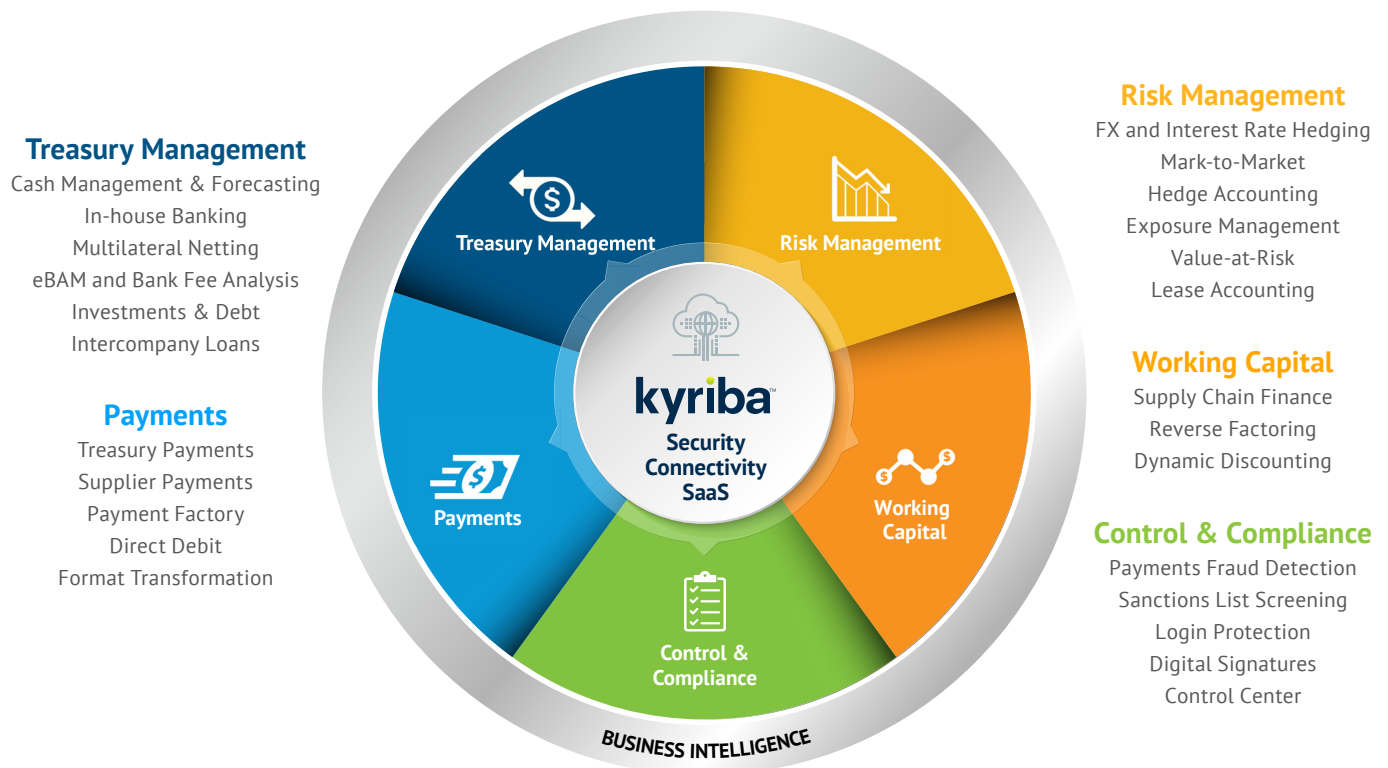 Treasury Management
Cash Management & Forecasting
In-house Banking
Multilateral Netting
eBAM and Bank Fee Analysis
Investments & Debt
Intercompany Loans
Payments
Treasury Payments
Supplier Payments
Payment Factory
Direct Debit
Format Transformation
Treasury Management
Risk Management
Payments
Working
Capital
Control &
Compliance
kyriba™
Security
Connectivity
SaaS
BUSINESS INTELLIGENCE
Risk Management
FX and Interest Rate Hedging
Mark-to-Market
Hedge Accounting
Exposure Management
Value-at-Risk
Lease Accounting
Working Capital
Supply Chain Finance
Reverse Factoring
Dynamic Discounting
Control & Compliance
Payments Fraud Detection
Sanctions List Screening
Login Protection
Digital Signatures
Control Center